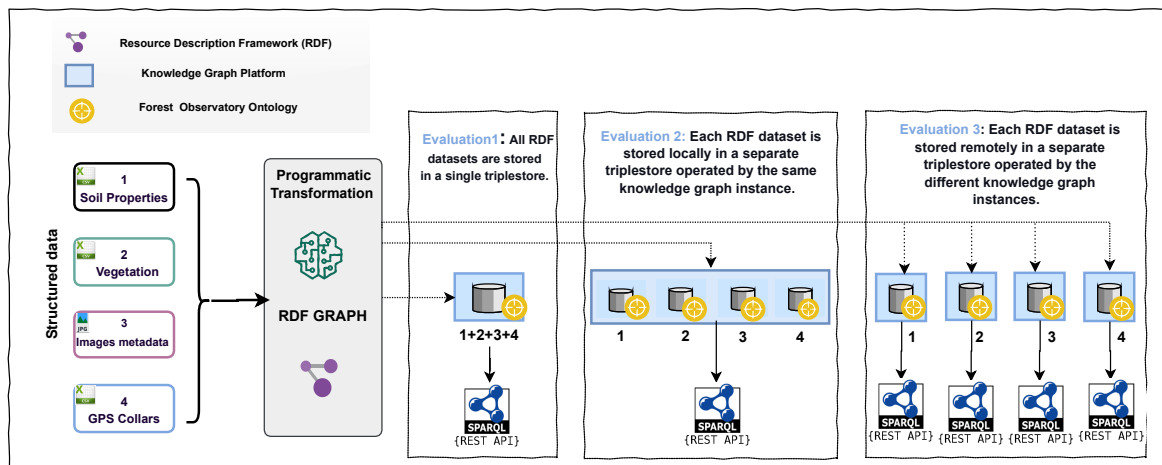 Resource Description Framework (RDF)
Knowledge Graph Platform
Forest Observatory Ontology
Structured data
X
CSV
1
Soil Properties
X
CSV
2
Vegetation
JPG
3
Images metadata
X
CSV
4
GPS Collars
Programmatic
Transformation
RDF GRAPH
Evaluation1: All RDF
datasets are stored
in a single triplestore.
1+2+3+4
SPARQL
{REST API}
Evaluation 2: Each RDF dataset is
stored locally in a separate
triplestore operated by the same
knowledge graph instance.
1 2 3 4
SPARQL
{REST API}
Evaluation 3: Each RDF dataset is
stored remotely in a separate
triplestore operated by the
different knowledge graph
instances.
1 2 3 4
SPARQL SPARQL SPARQL SPARQL
{REST API} {REST API} {REST API} {REST API}